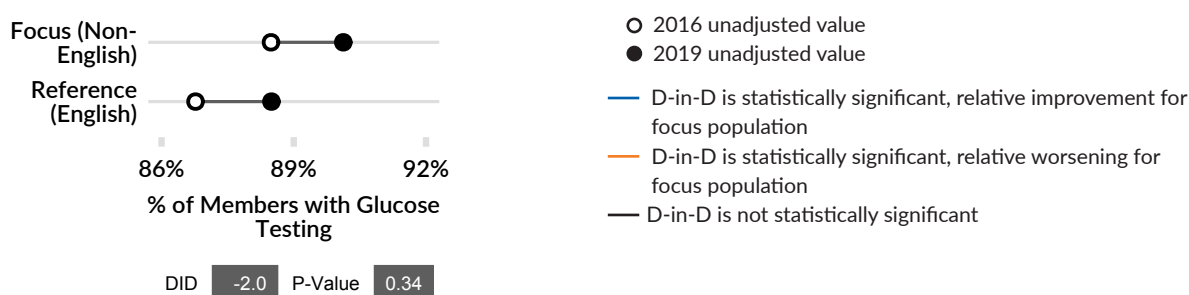 Focus (Non-
English)
Reference
(English)
86%
89%
92%
% of Members with Glucose
Testing
DID -2.0 P-Value 0.34
2016 unadjusted value
2019 unadjusted value
D-in-D is statistically significant, relative improvement for
focus population
D-in-D is statistically significant, relative worsening for
focus population
D-in-D is not statistically significant